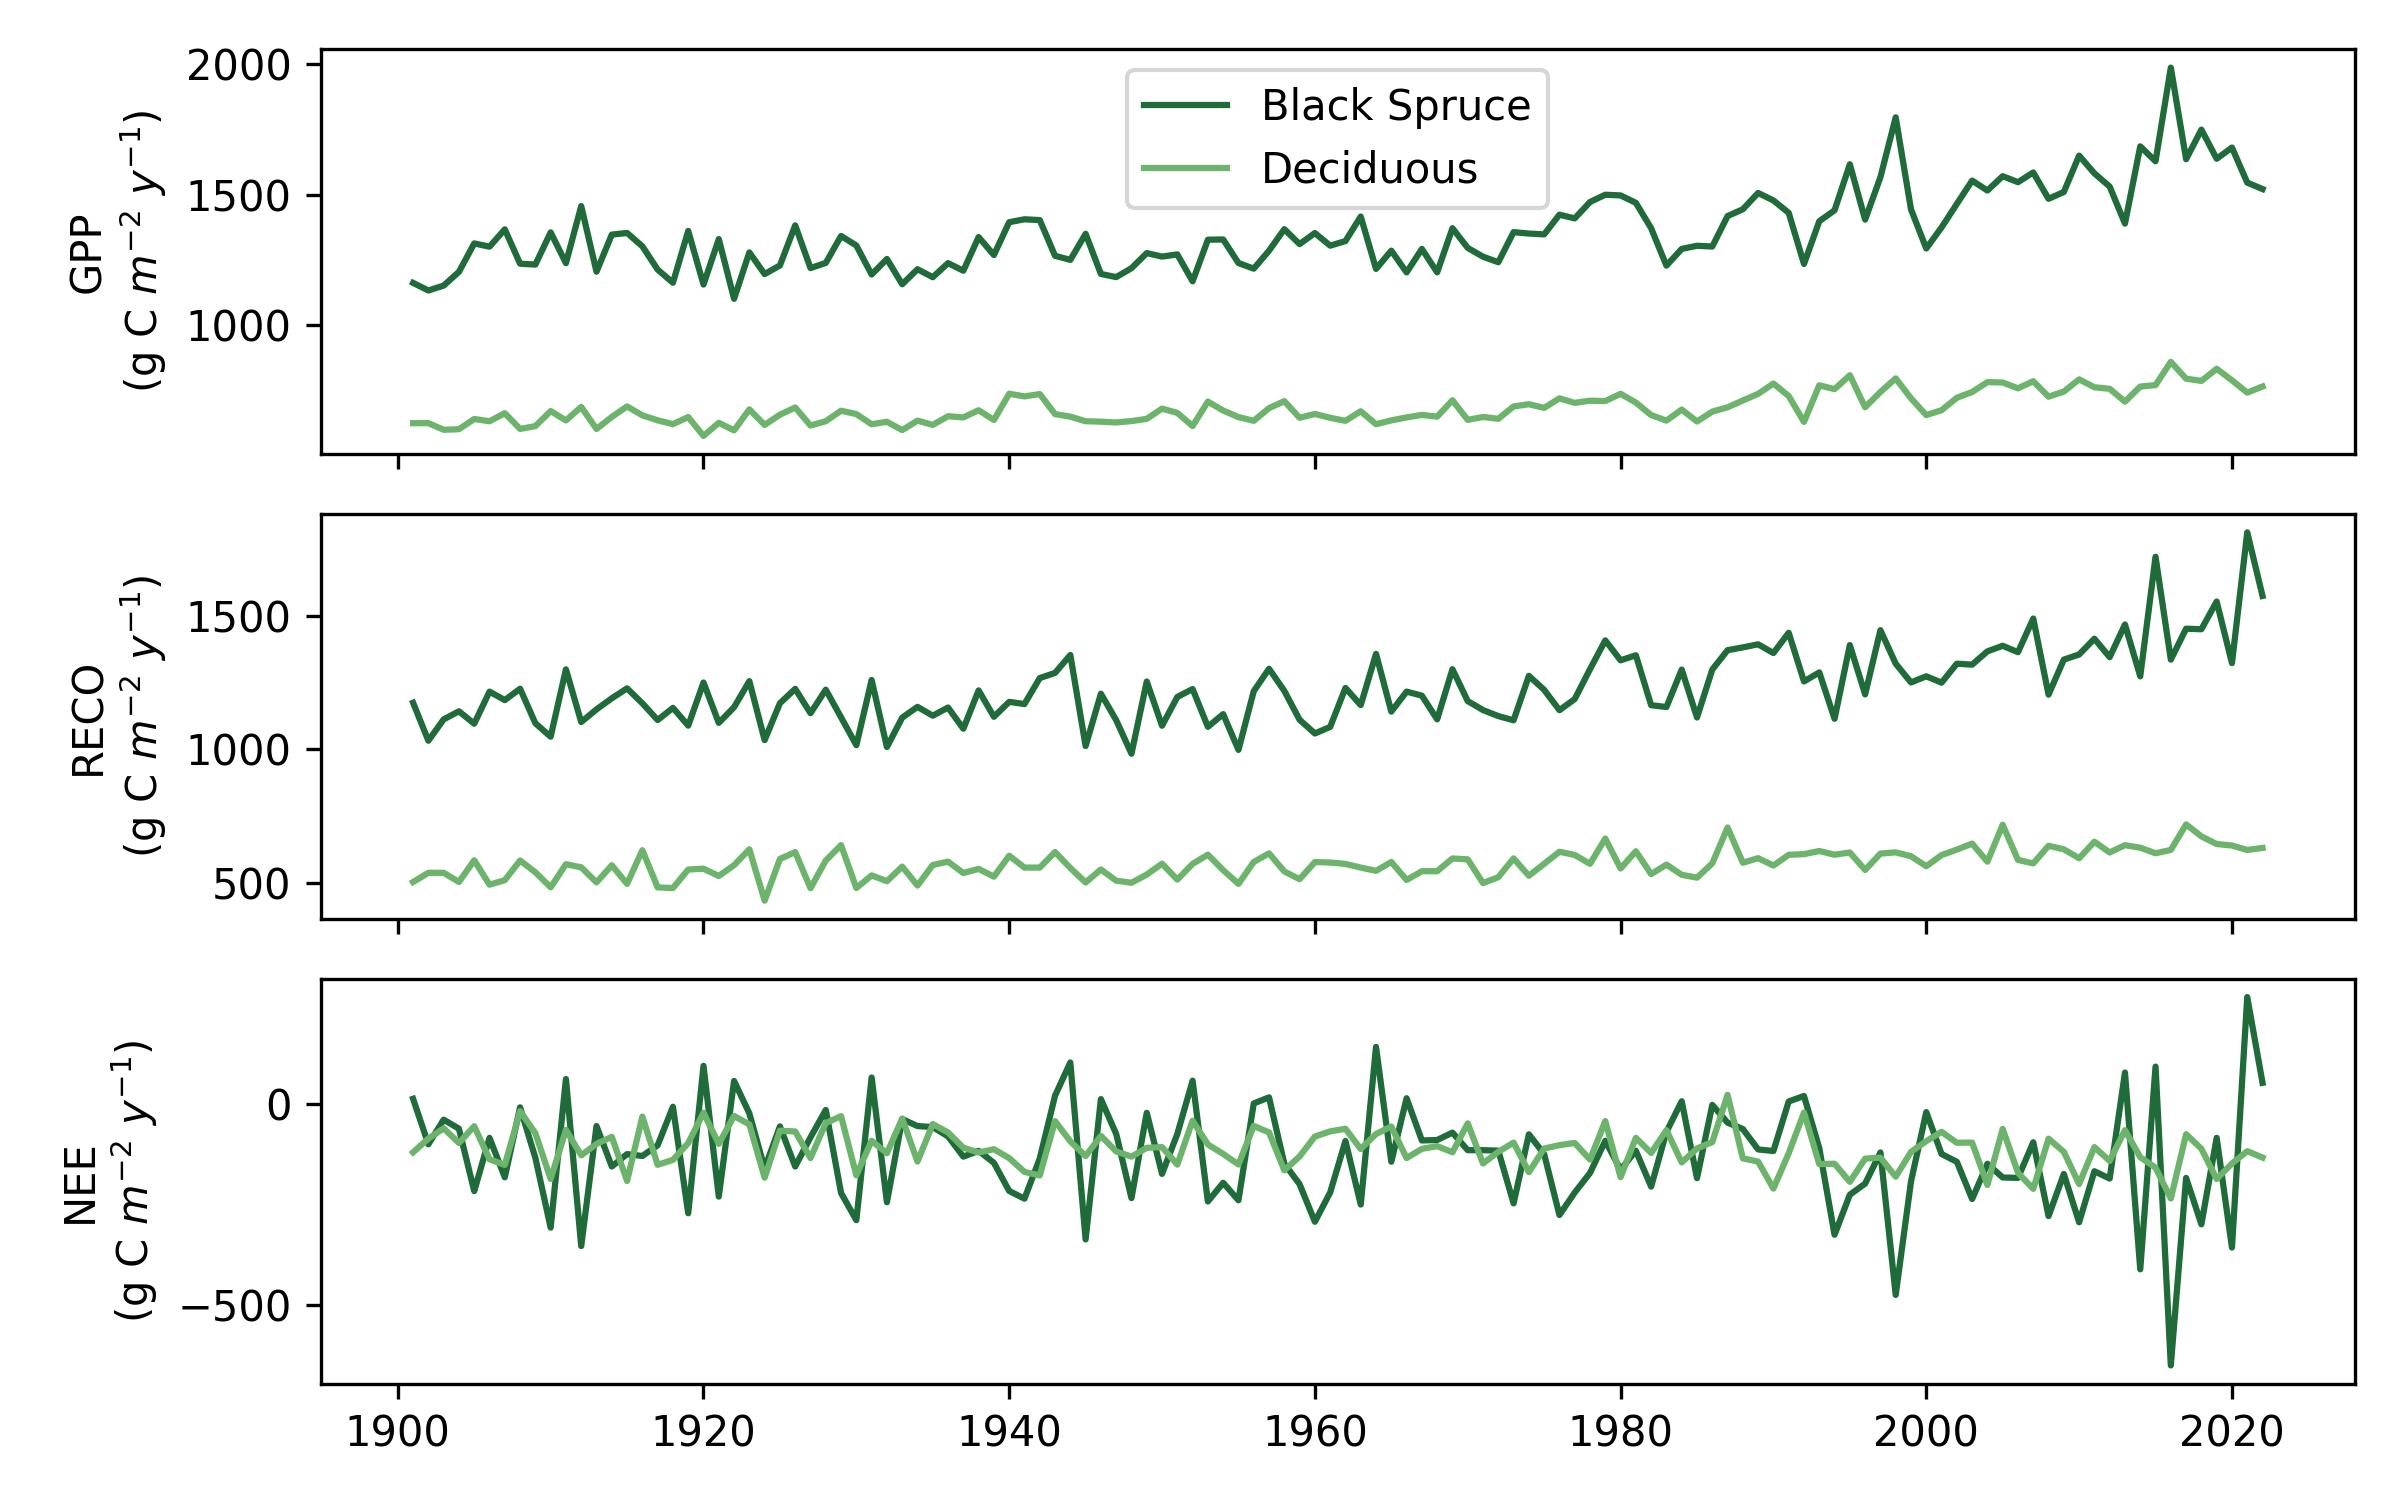 GPP
(g C m⁻² y⁻¹)
2000
1500
1000
Black Spruce
Deciduous
RECO
(g C m⁻² y⁻¹)
1500
1000
500
NEE
(g C m⁻² y⁻¹)
0
−500
1900 1920 1940 1960 1980 2000 2020